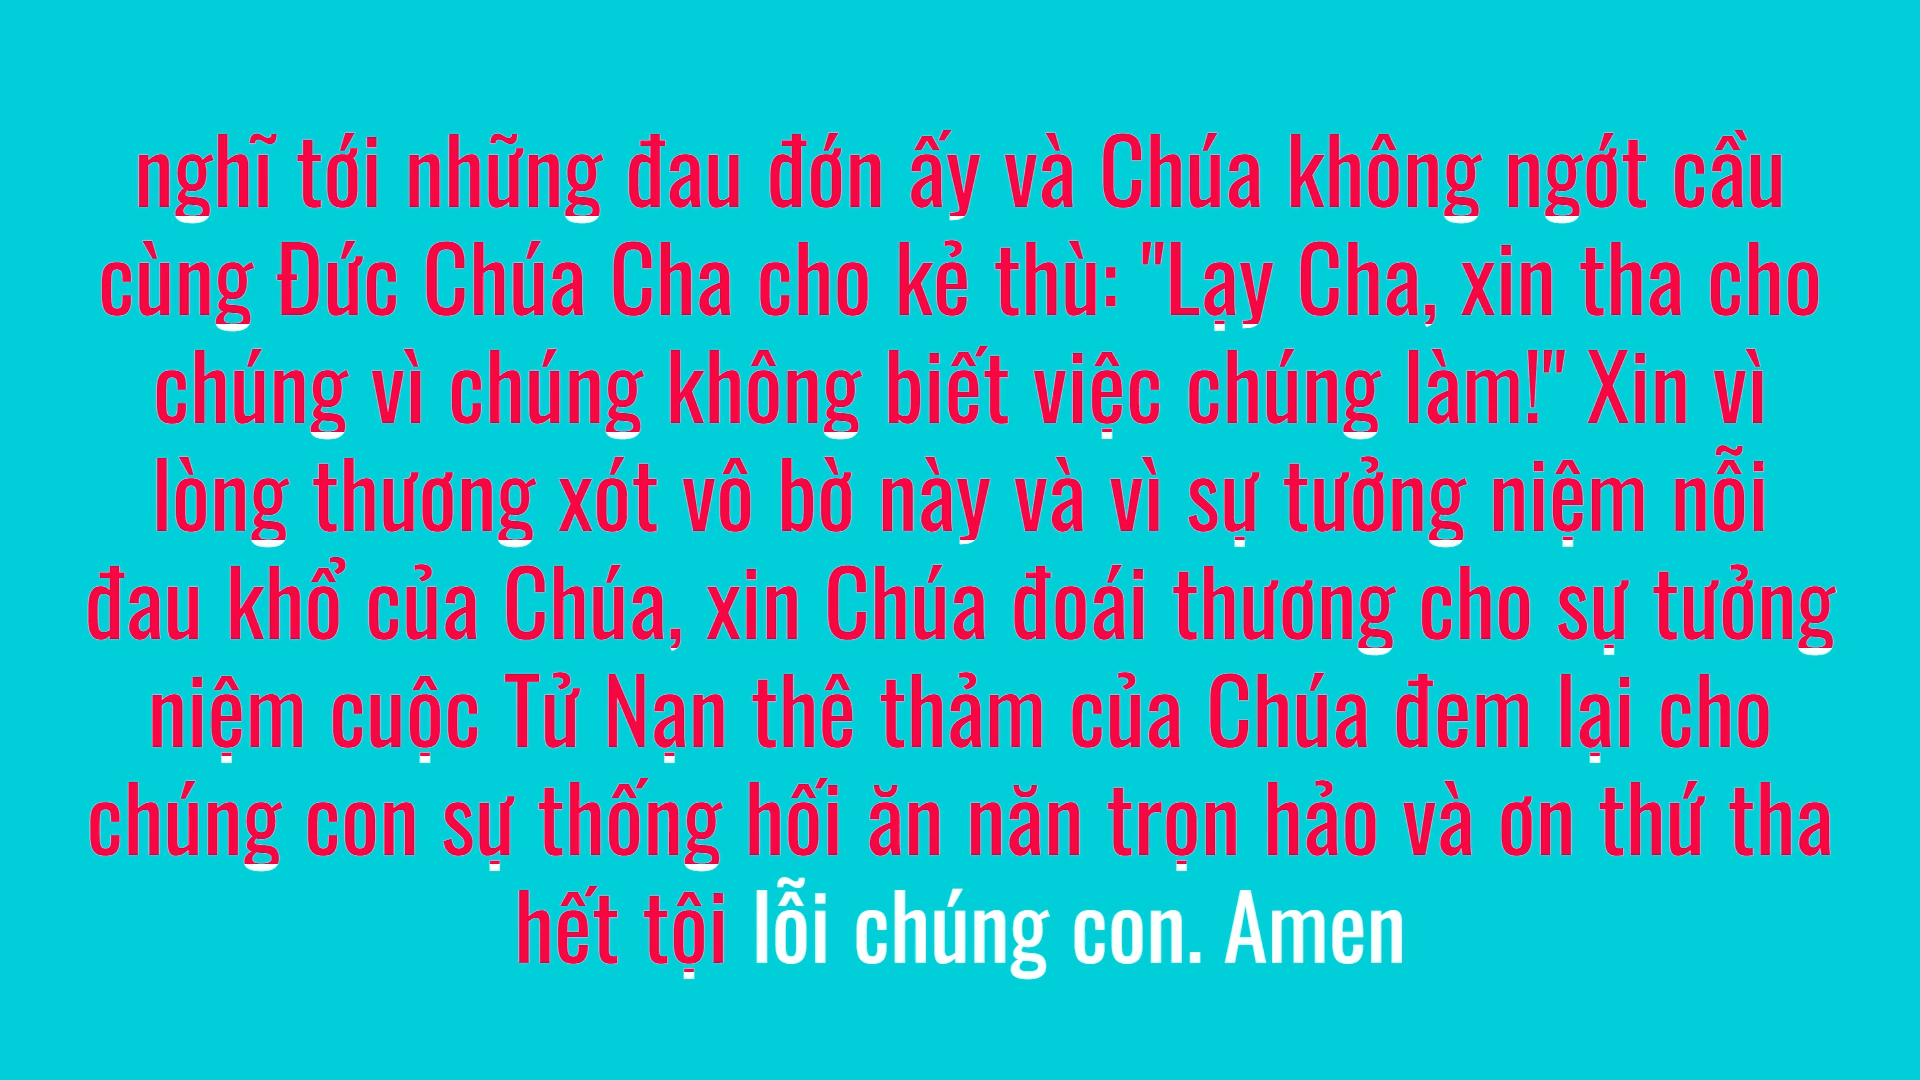 nghĩ tới những đau đớn ấy và Chúa không ngớt cầu
cùng Đức Chúa Cha cho kẻ thù: "Lạy Cha, xin tha cho
chúng vì chúng không biết việc chúng làm!" Xin vì
lòng thương xót vô bờ này và vì sự tưởng niệm nỗi
đau khổ của Chúa, xin Chúa đoái thương cho sự tưởng
niệm cuộc Tử Nạn thê thảm của Chúa đem lại cho
chúng con sự thống hối ăn năn trọn hảo và ơn thứ tha
hết tội lỗi chúng con. Amen